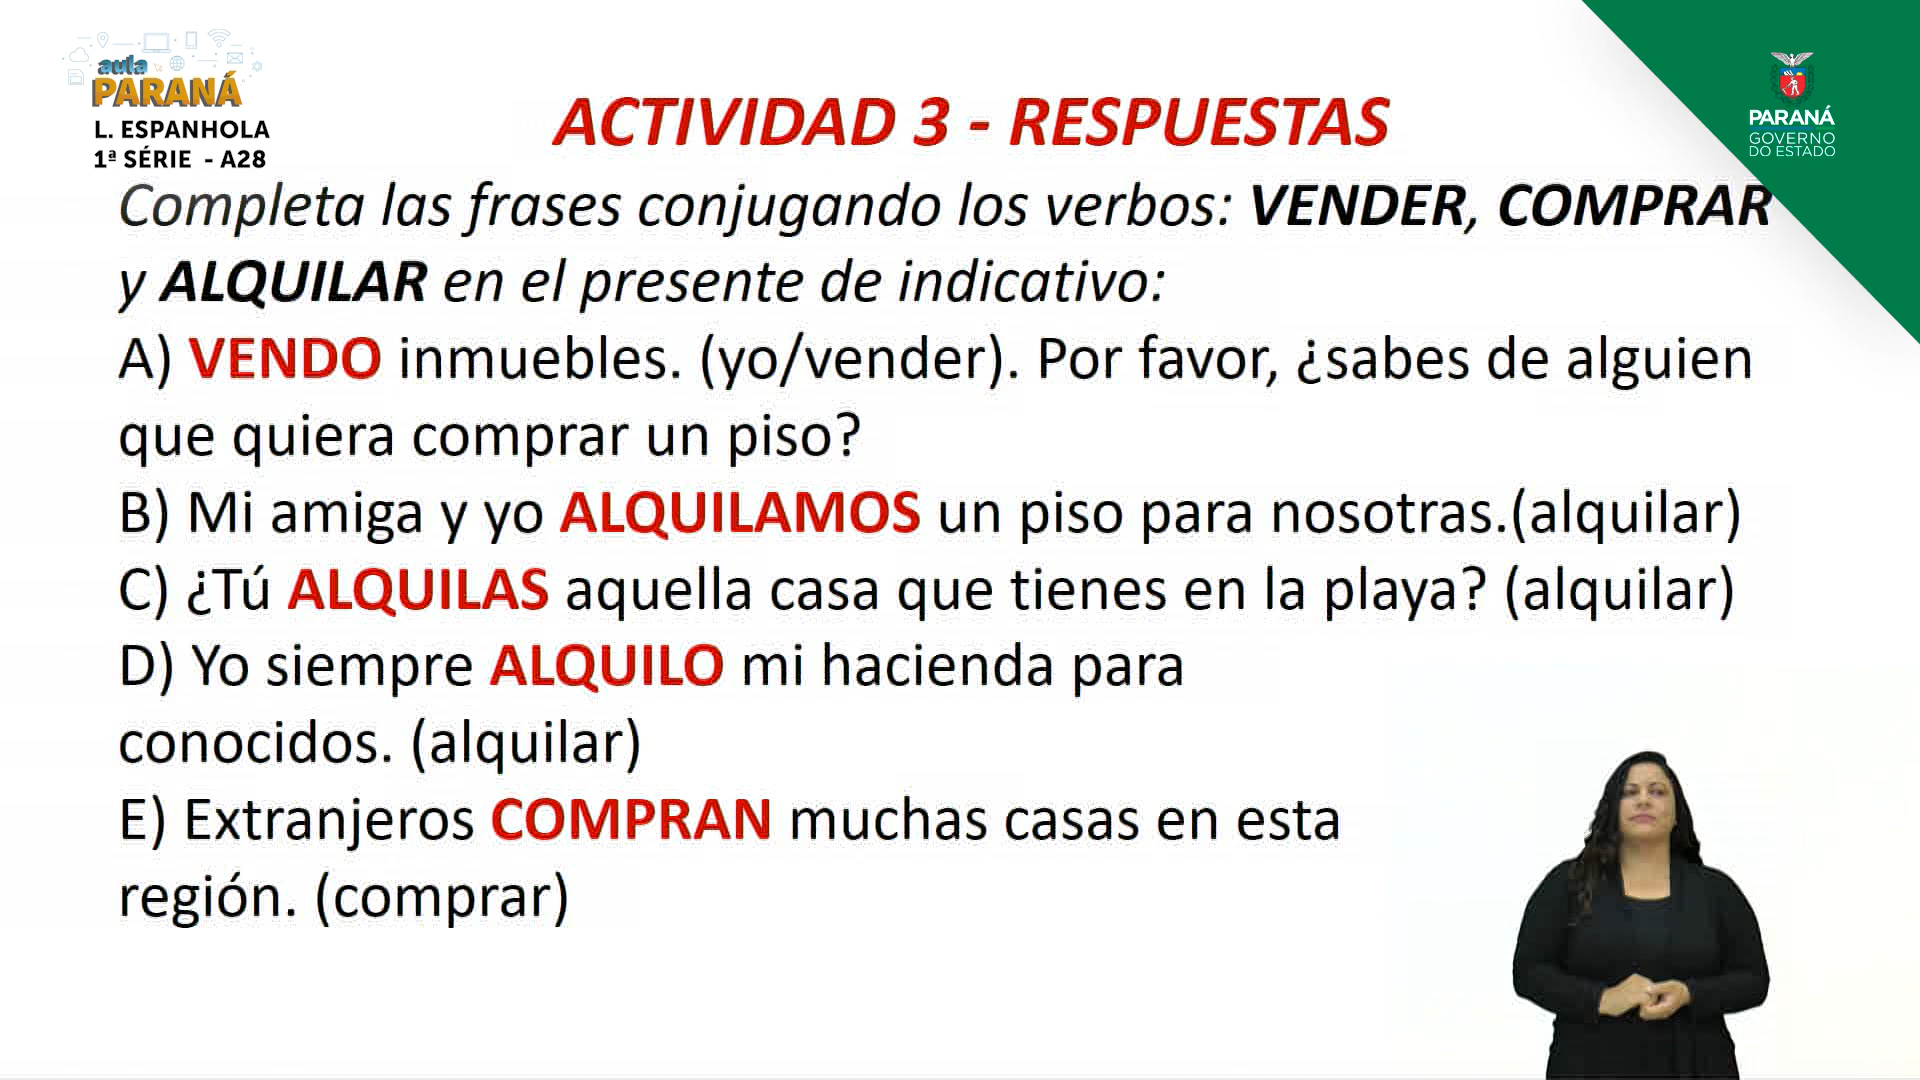 aula
PARANÁ
L. ESPANHOLA
1ª SÉRIE - A28
PARANÁ
GOVERNO
DO ESTADO
ACTIVIDAD 3 - RESPUESTAS
Completa las frases conjugando los verbos: VENDER, COMPRAR
y ALQUILAR en el presente de indicativo:
A) VENDO inmuebles. (yo/vender). Por favor, ¿sabes de alguien
que quiera comprar un piso?
B) Mi amiga y yo ALQUILAMOS un piso para nosotras.(alquilar)
C) ¿Tú ALQUILAS aquella casa que tienes en la playa? (alquilar)
D) Yo siempre ALQUILO mi hacienda para
conocidos. (alquilar)
E) Extranjeros COMPRAN muchas casas en esta
región. (comprar)